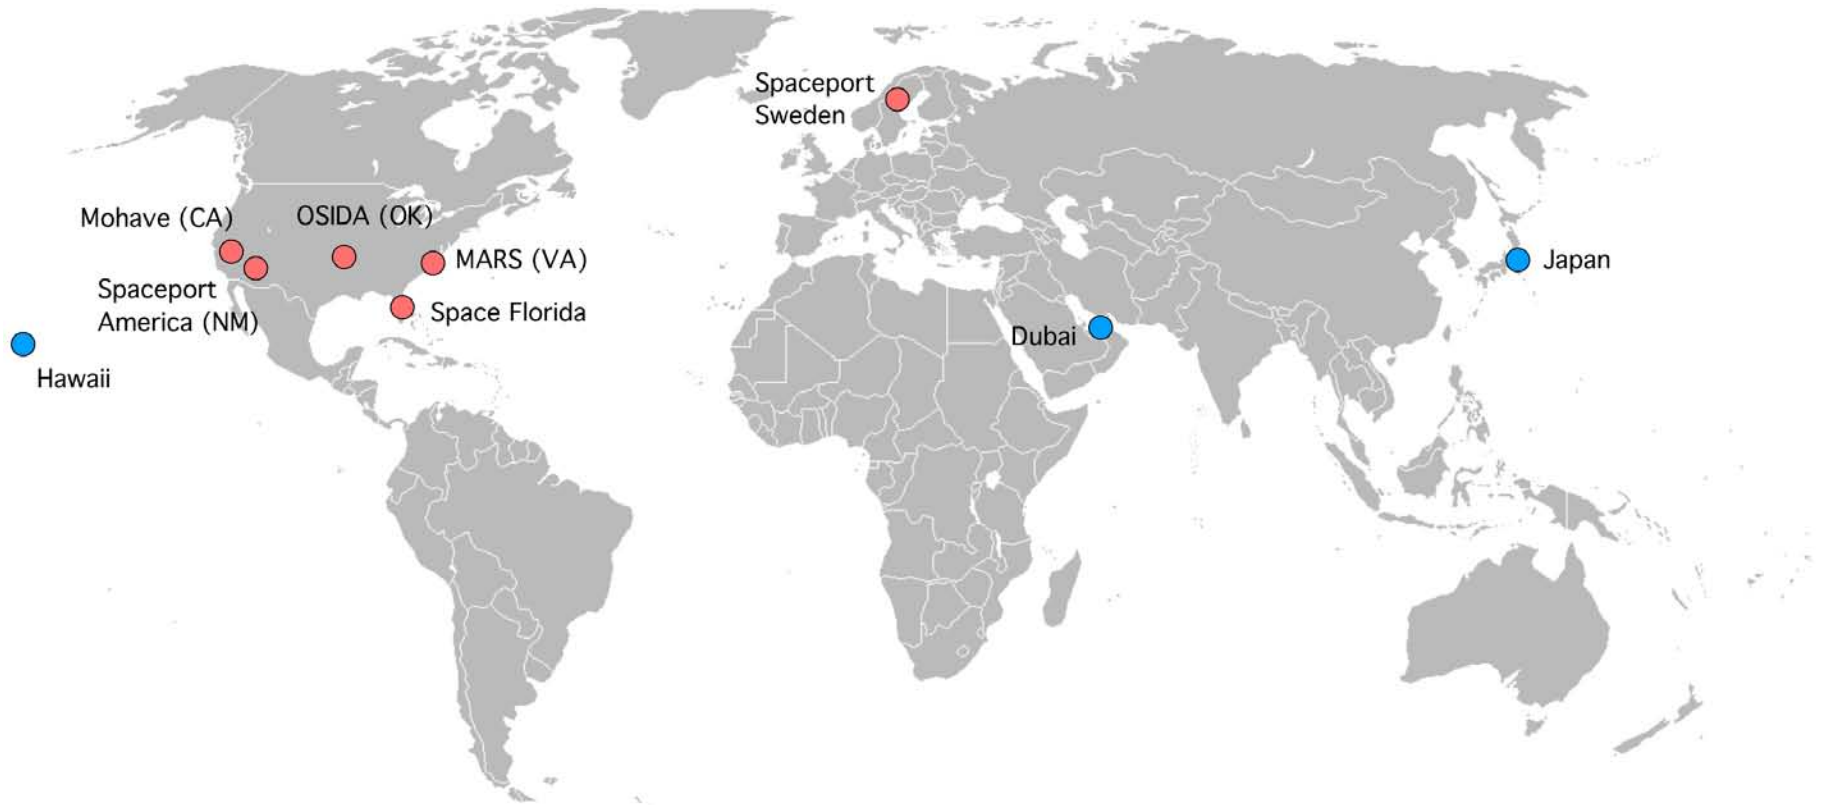 Spaceport
Sweden
Mohave (CA)
OSIDA (OK)
MARS (VA)
Japan
Spaceport
America (NM)
Space Florida
Dubai
Hawaii